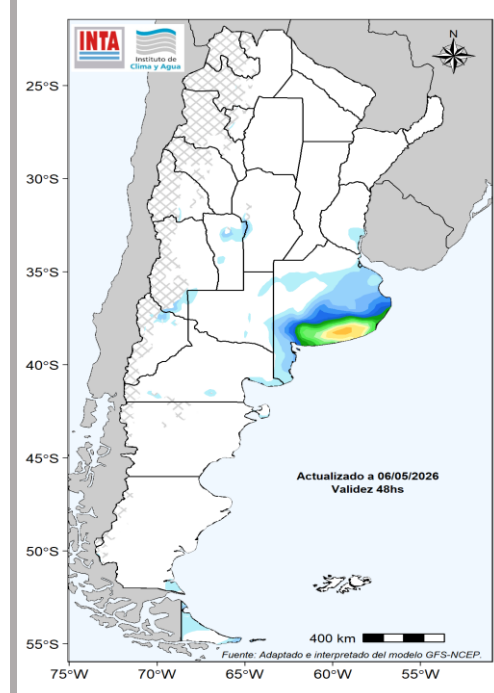 INTA
Instituto de
Clima y Agua
N
25°S
30°S
35°S
40°S
45°S
50°S
55°S
Actualizado a 06/05/2026
Validez 48hs
400 km
Fuente: Adaptado e interpretado del modelo GFS-NCEP.
75°W 70°W 65°W 60°W 55°W